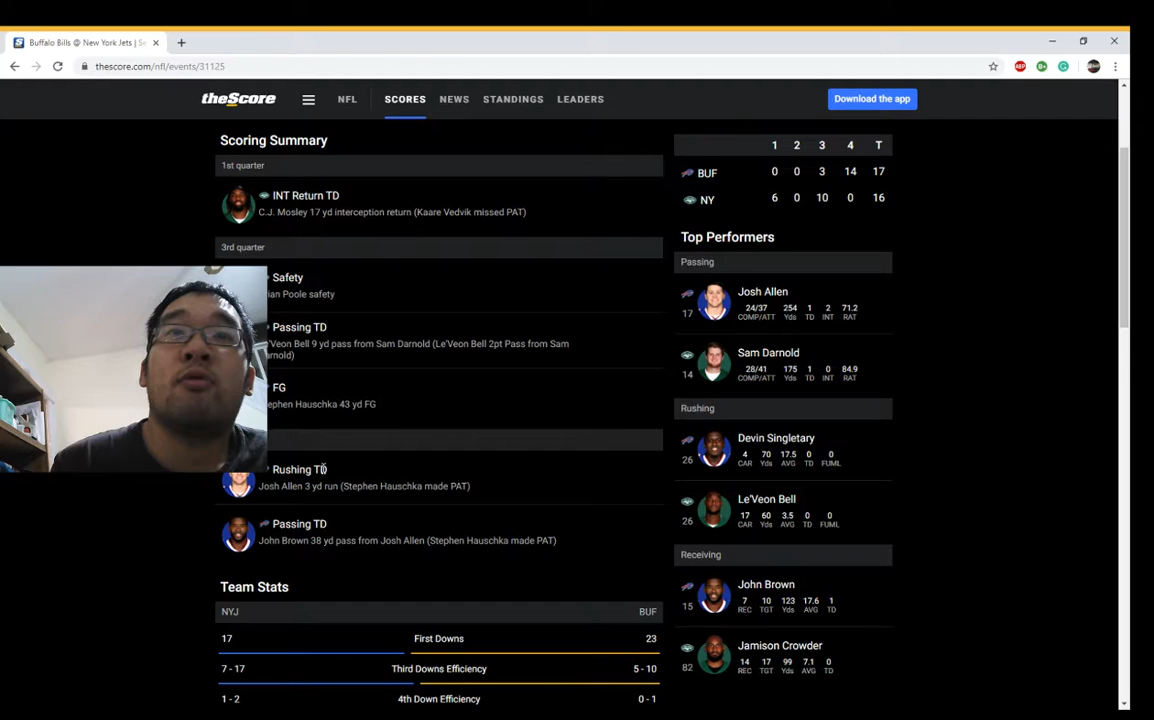 Buffalo Bills @ New York Jets | Se
thescore.com/nfl/events/31125
theScore NFL SCORES NEWS STANDINGS LEADERS Download the app
Scoring Summary
1st quarter
INT Return TD
C.J. Mosley 17 yd interception return (Kaare Vedvik missed PAT)
3rd quarter
Safety
ian Poole safety
Passing TD
'Veon Bell 9 yd pass from Sam Darnold (Le'Veon Bell 2pt Pass from Sam
arnold)
FG
ephen Hauschka 43 yd FG
Rushing TD
Josh Allen 3 yd run (Stephen Hauschka made PAT)
Passing TD
John Brown 38 yd pass from Josh Allen (Stephen Hauschka made PAT)
Team Stats
NYJ BUF
17 First Downs 23
7 - 17 Third Downs Efficiency 5 - 10
1 - 2 4th Down Efficiency 0 - 1
1 2 3 4 T
BUF 0 0 3 14 17
NY 6 0 10 0 16
Top Performers
Passing
Josh Allen
17 24/37 254 1 2 71.2
COMP/ATT Yds TD INT RAT
Sam Darnold
14 28/41 175 1 0 84.9
COMP/ATT Yds TD INT RAT
Rushing
Devin Singletary
26 4 70 17.5 0 0
CAR Yds AVG TD FUML
Le'Veon Bell
26 17 60 3.5 0 0
CAR Yds AVG TD FUML
Receiving
John Brown
15 7 10 123 17.6 1
REC TGT Yds AVG TD
Jamison Crowder
82 14 17 99 7.1 0
REC TGT Yds AVG TD